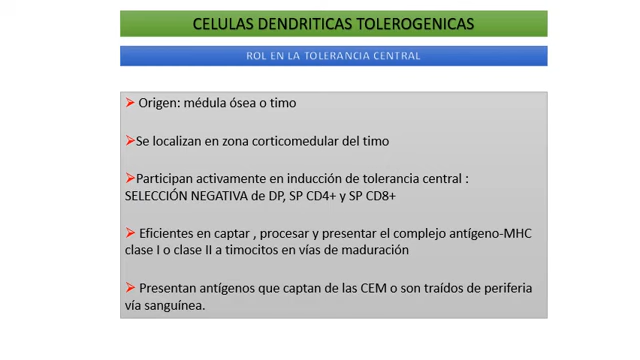 CELULAS DENDRITICAS TOLEROGENICAS
ROL EN LA TOLERANCIA CENTRAL
➤ Origen: médula ósea o timo
➤Se localizan en zona corticomedular del timo
➤Participan activamente en inducción de tolerancia central :
SELECCIÓN NEGATIVA de DP, SP CD4+ y SP CD8+
➤ Eficientes en captar , procesar y presentar el complejo antígeno-MHC
clase I o clase II a timocitos en vías de maduración
➤ Presentan antígenos que captan de las CEM o son traídos de periferia
vía sanguínea.